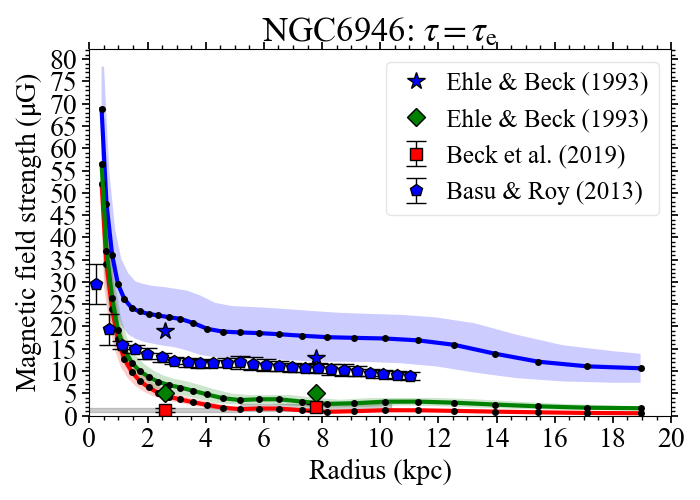 NGC6946: τ = τe
Magnetic field strength (μG)
80
75
70
65
60
55
50
45
40
35
30
25
20
15
10
5
0
Ehle & Beck (1993)
Ehle & Beck (1993)
Beck et al. (2019)
Basu & Roy (2013)
0 2 4 6 8 10 12 14 16 18 20
Radius (kpc)